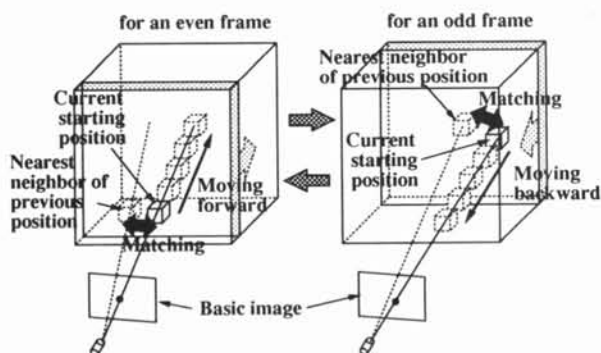 for an even frame
Current
starting
position
Nearest
neighbor of
previous
position
Moving
forward
Matching
for an odd frame
Nearest neighbor
of previous position
Matching
Current
starting
position
Moving
backward
Basic image